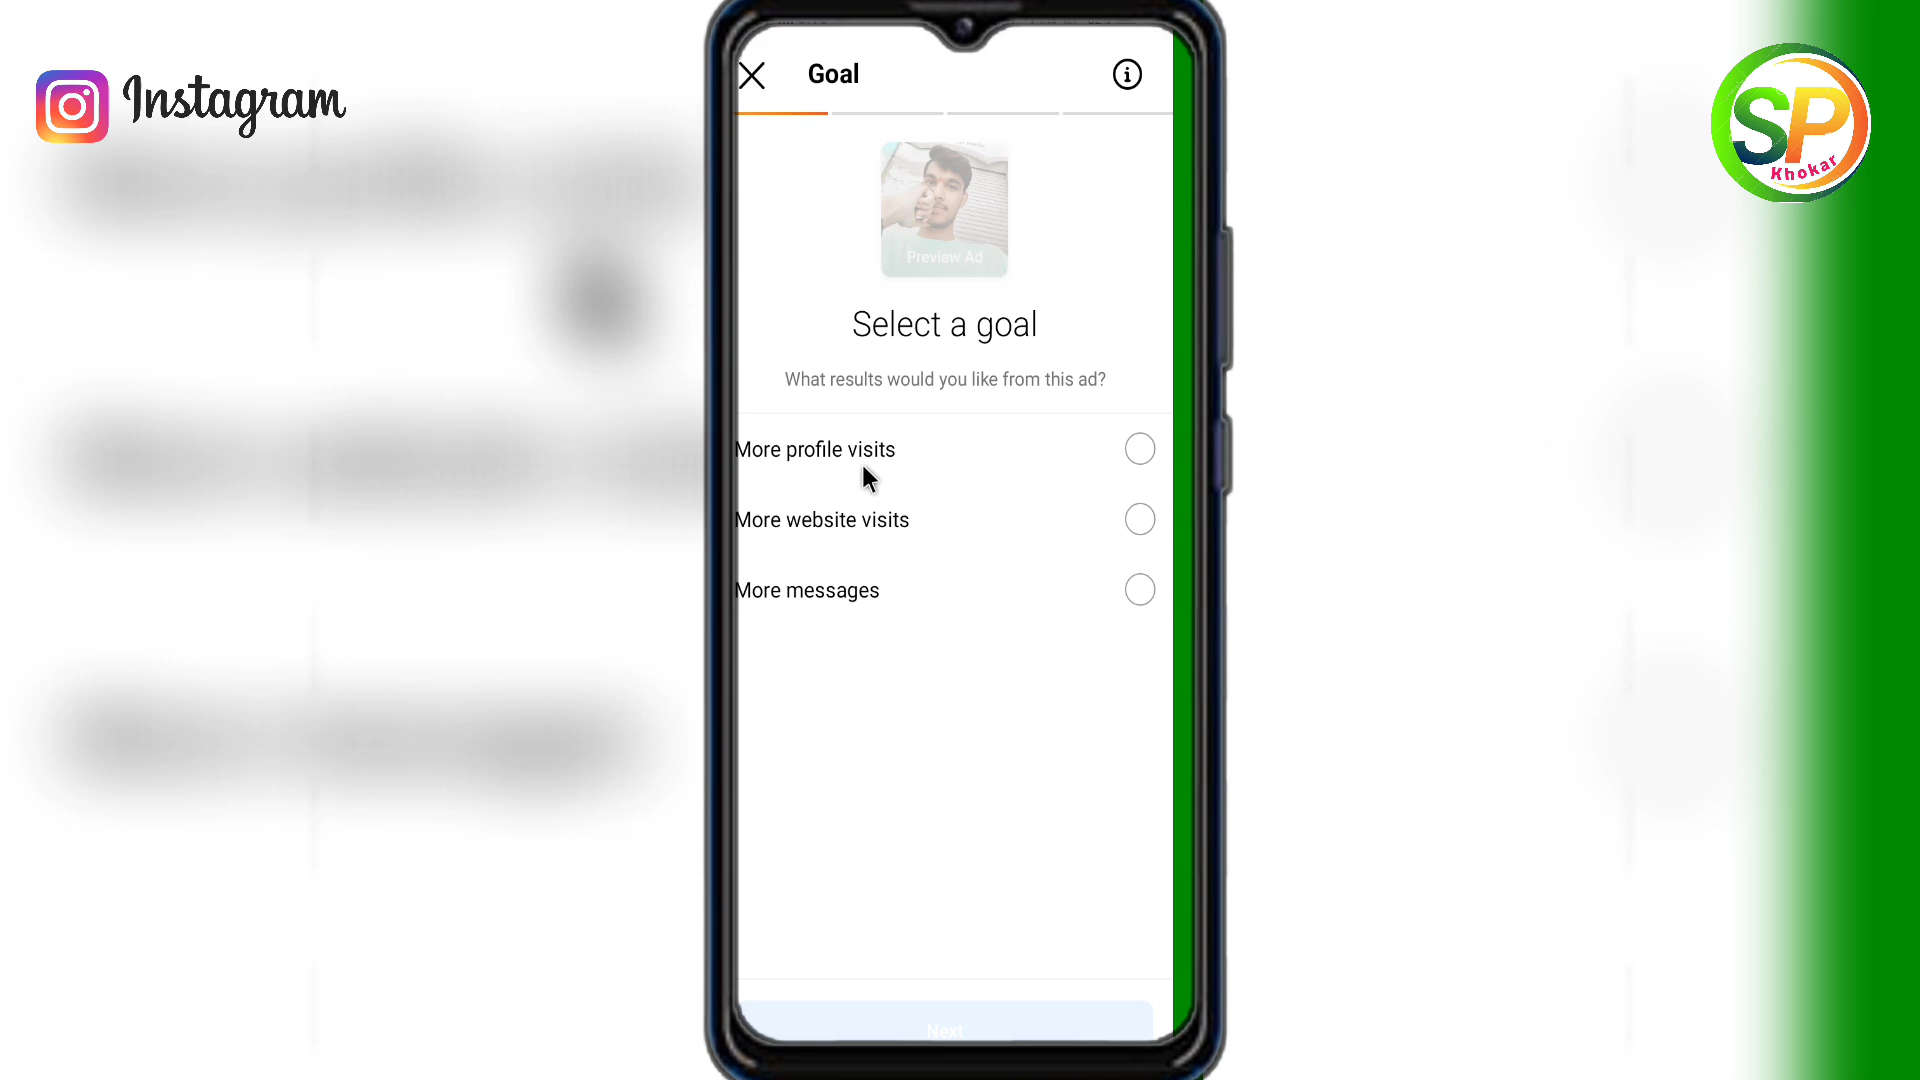 Instagram
SP
Khokar
Goal
Preview Ad
Select a goal
What results would you like from this ad?
More profile visits
More website visits
More messages
Next